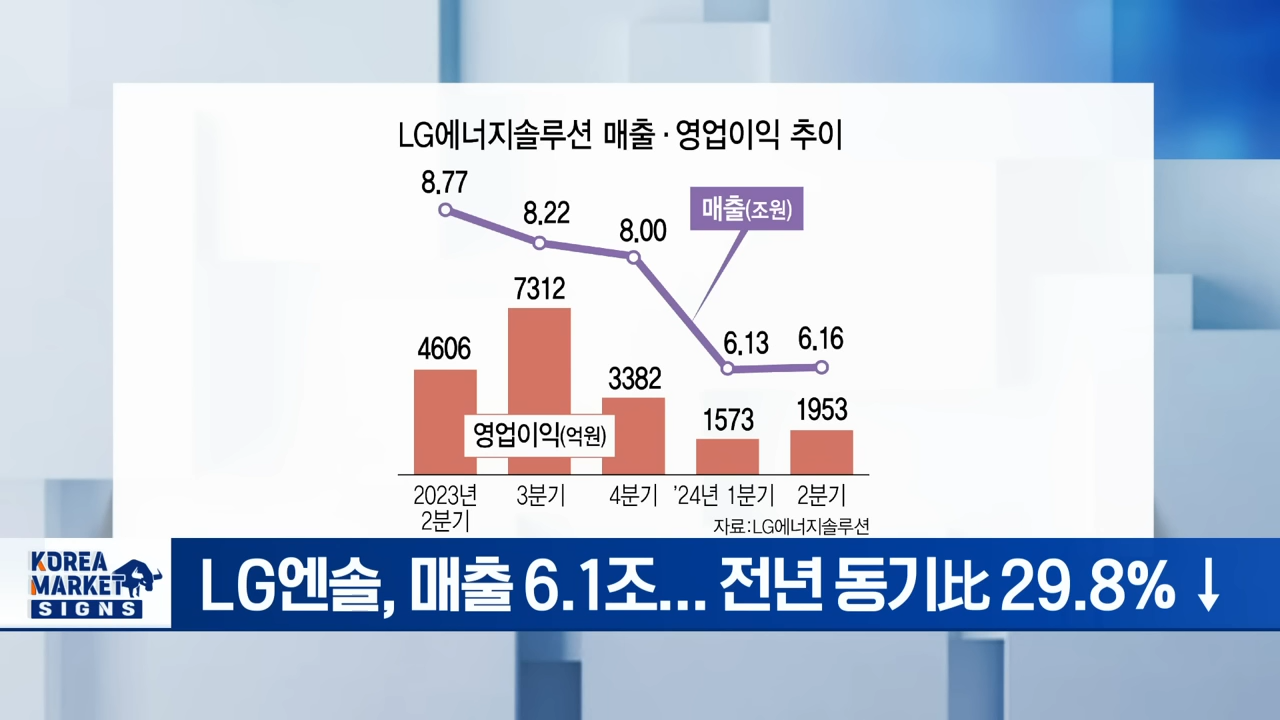 LG에너지솔루션 매출·영업이익 추이
8.77
8.22
8.00
매출(조원)
6.13
6.16
7312
4606
3382
1573
1953
영업이익(억원)
2023년 2분기
3분기
4분기
'24년 1분기
2분기
자료:LG에너지솔루션
KOREA
MARKET
SIGNS
LG엔솔, 매출 6.1조... 전년 동기比 29.8% ↓